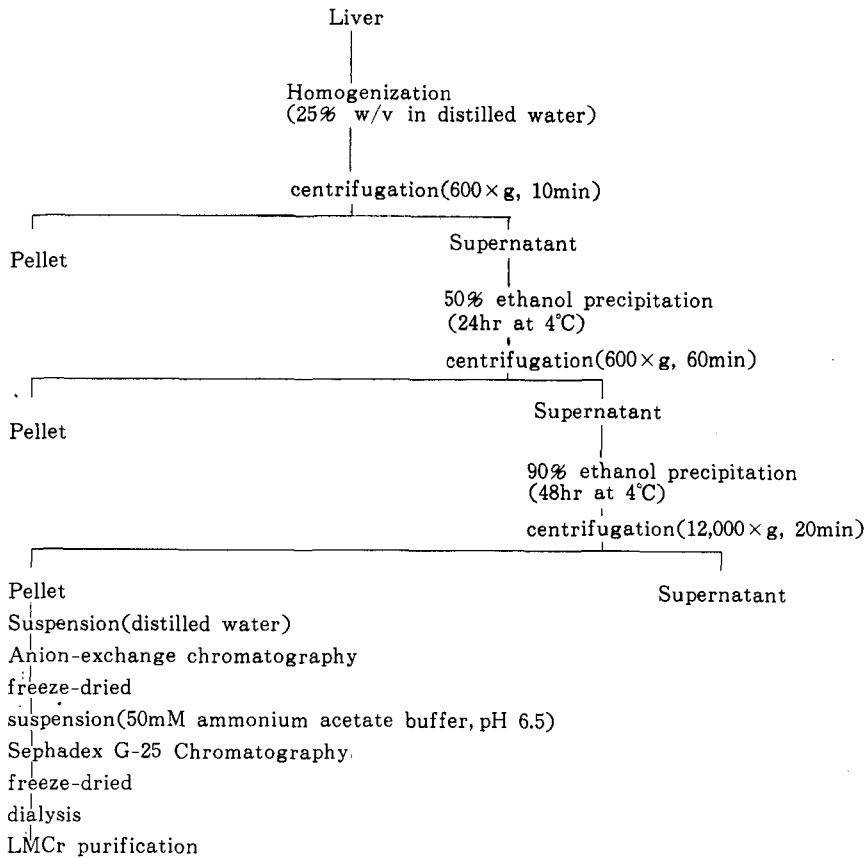 Liver
Homogenization
(25% w/v in distilled water)
centrifugation(600×g, 10min)
Pellet
Supernatant
50% ethanol precipitation
(24hr at 4℃)
centrifugation(600×g, 60min)
Pellet
Supernatant
90% ethanol precipitation
(48hr at 4℃)
centrifugation(12,000×g, 20min)
Pellet
Supernatant
Suspension(distilled water)
Anion-exchange chromatography
freeze-dried
suspension(50mM ammonium acetate buffer, pH 6.5)
Sephadex G-25 Chromatography
freeze-dried
dialysis
LMCr purification